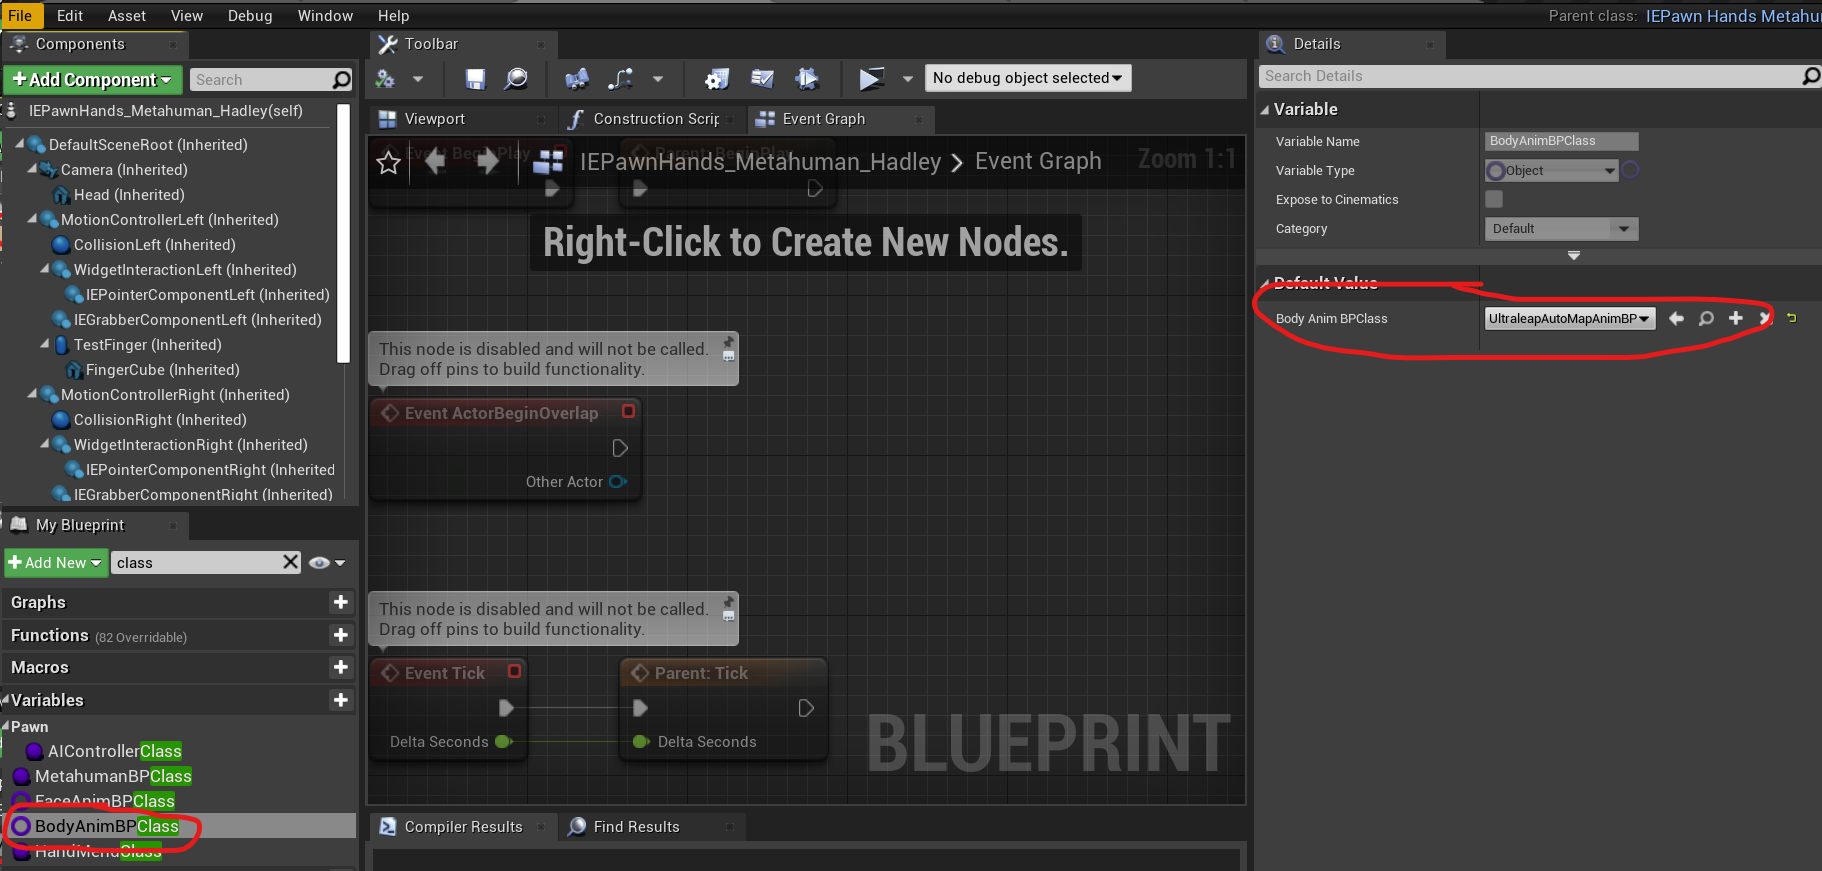 File Edit Asset View Debug Window Help
Parent class: IEPawn Hands Metahu
Components
+Add Component
Search
IEPawnHands_Metahuman_Hadley(self)
DefaultSceneRoot (Inherited)
Camera (Inherited)
Head (Inherited)
MotionControllerLeft (Inherited)
CollisionLeft (Inherited)
WidgetInteractionLeft (Inherited)
IEPointerComponentLeft (Inherited)
IEGrabberComponentLeft (Inherited)
TestFinger (Inherited)
FingerCube (Inherited)
MotionControllerRight (Inherited)
CollisionRight (Inherited)
WidgetInteractionRight (Inherited)
IEPointerComponentRight (Inherited
IEGrabberComponentRight (Inherited)
My Blueprint
+Add New
class
Graphs
Functions (82 Overridable)
Macros
Variables
Pawn
AIControllerClass
MetahumanBPClass
FaceAnimBPClass
BodyAnimBPClass
HandMenuClass
Toolbar
No debug object selected
Viewport
Construction Scrip
Event Graph
Event BeginPlay
Parent: BeginPlay
IEPawnHands_Metahuman_Hadley > Event Graph
Zoom 1:1
Right-Click to Create New Nodes.
This node is disabled and will not be called.
Drag off pins to build functionality.
Event ActorBeginOverlap
Other Actor
This node is disabled and will not be called.
Drag off pins to build functionality.
Event Tick
Delta Seconds
Parent: Tick
Delta Seconds
BLUEPRINT
Compiler Results
Find Results
Details
Search Details
Variable
Variable Name BodyAnimBPClass
Variable Type Object
Expose to Cinematics
Category Default
Default Value
Body Anim BPClass UltraleapAutoMapAnimBP